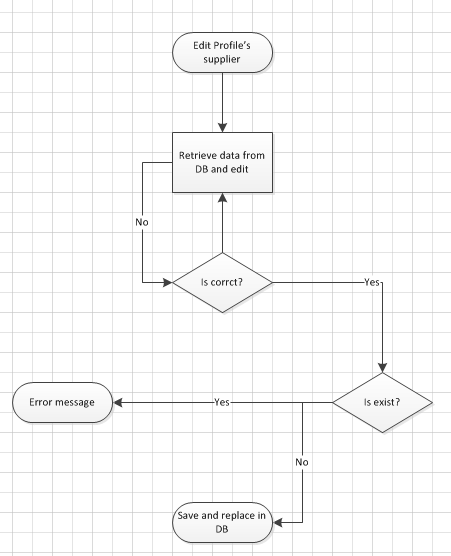 Edit Profile's
supplier
Retrieve data from
DB and edit
No
Is corrct?
Yes
Is exist?
Yes
Error message
No
Save and replace in
DB